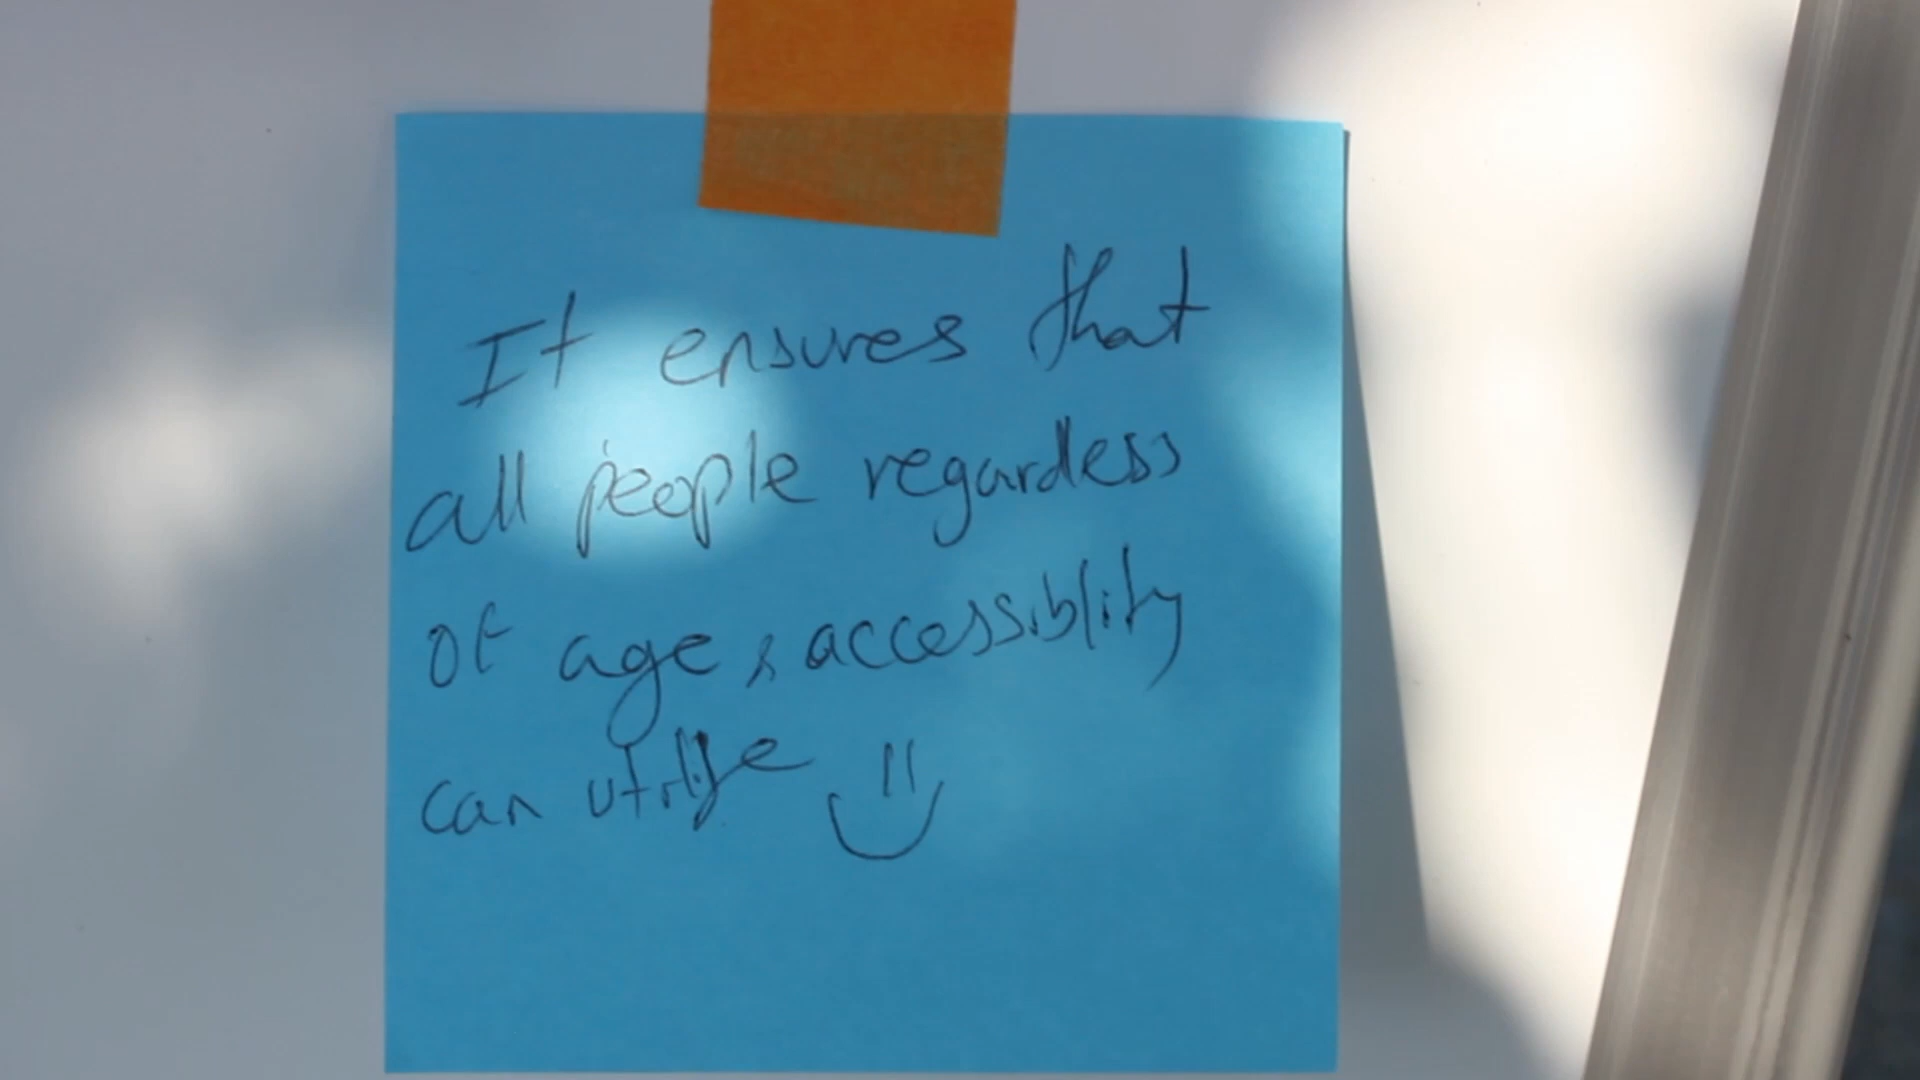 It ensures that
all people regardless
of age & accessiblity
can utilize